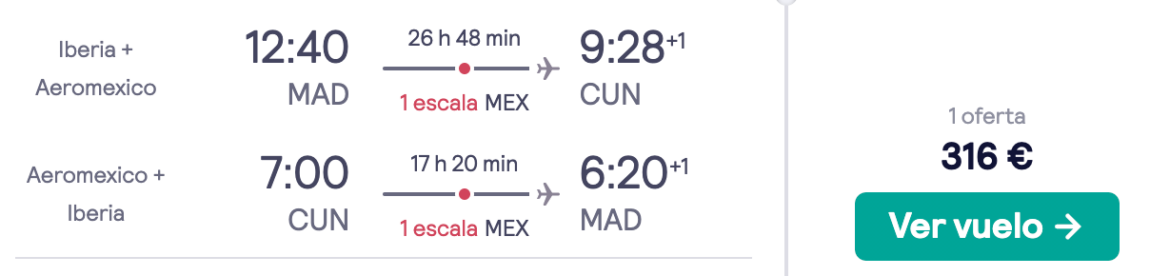 Iberia +
Aeromexico
12:40
MAD
26 h 48 min
1 escala MEX
9:28+1
CUN
Aeromexico +
Iberia
7:00
CUN
17 h 20 min
1 escala MEX
6:20+1
MAD
1 oferta
316 €
Ver vuelo →